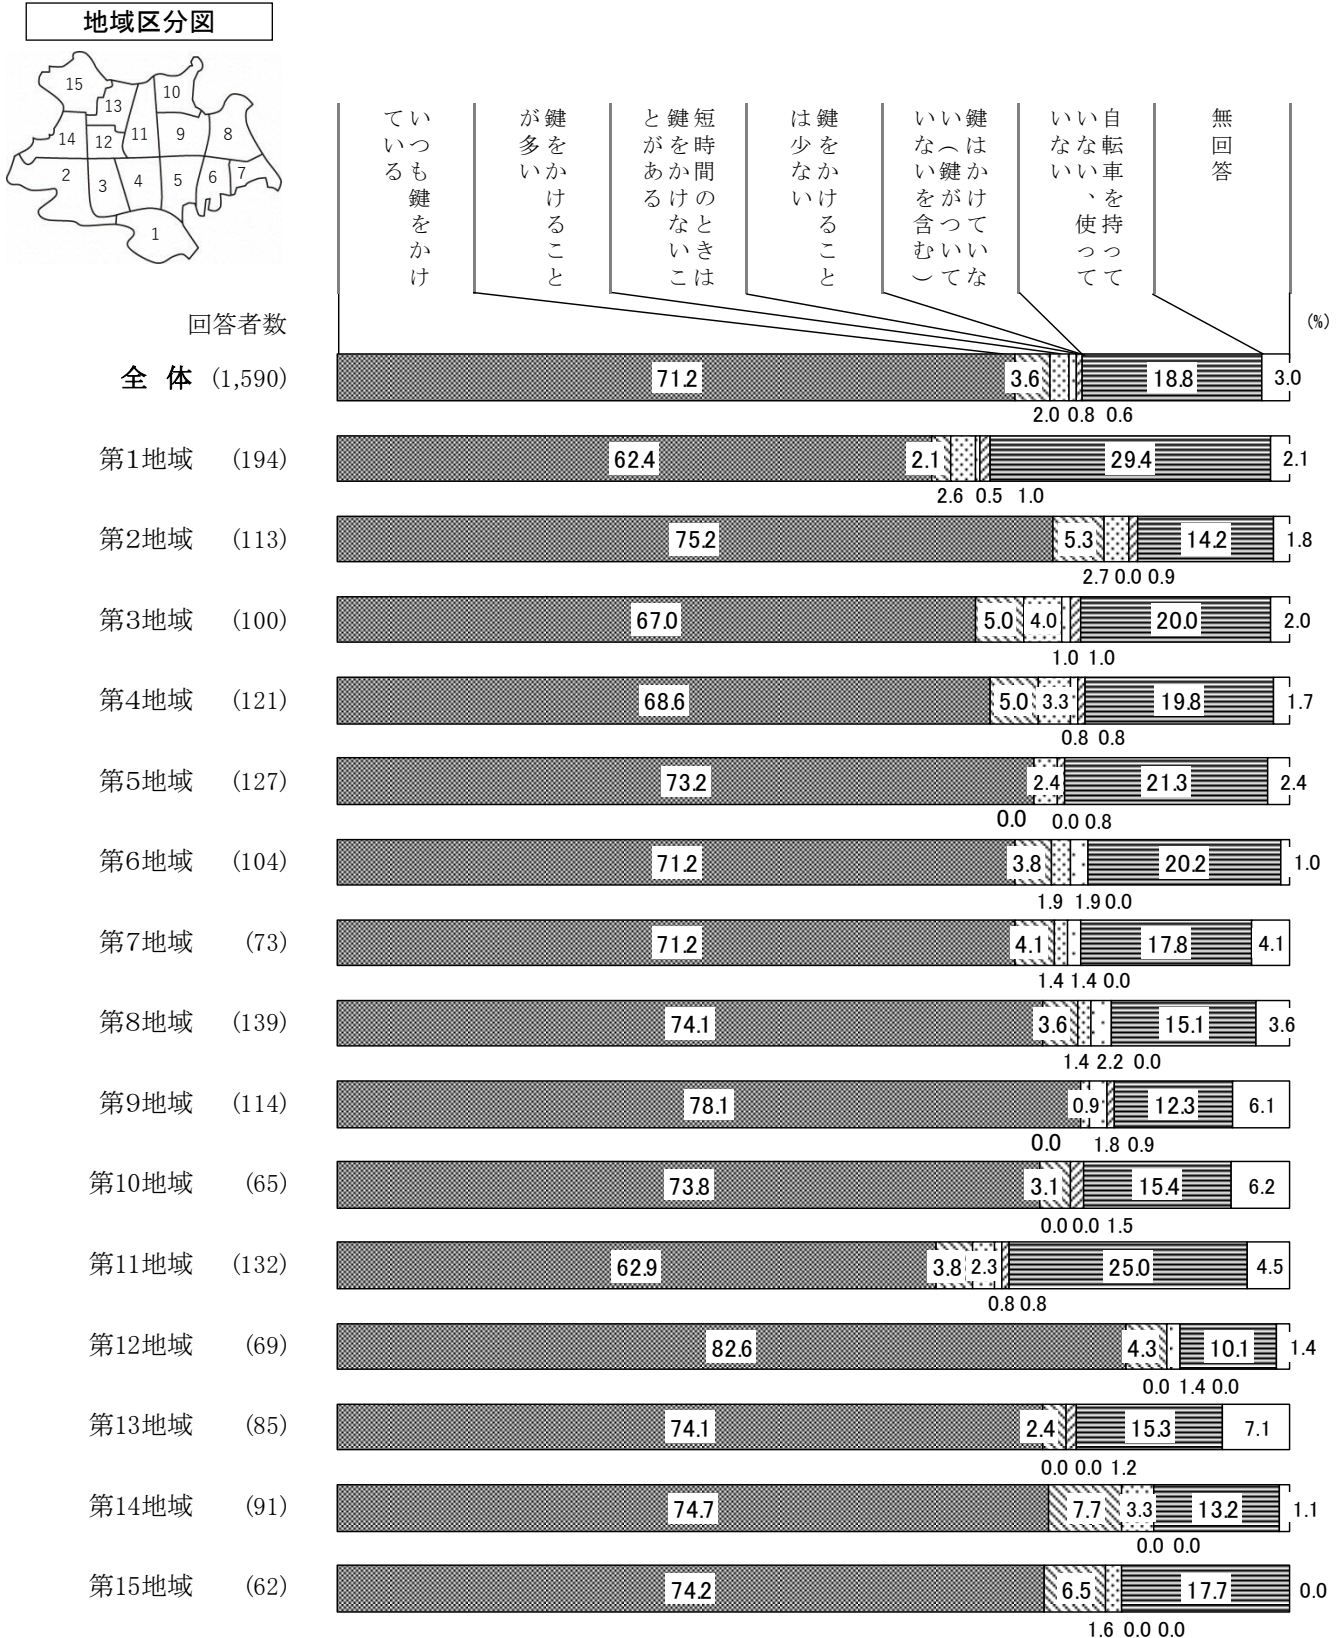 地域区分図
15
10
13
14
12
11
9
8
2
3
4
5
6
7
1
いつも鍵をかけ
ている
鍵をかけること
が多い
短時間のときは
鍵をかけないこ
とがある
鍵をかけること
は少ない
鍵はかけていな
い(鍵がついて
いないを含む)
自転車を持って
いない、使って
いない
無回答
回答者数
(%)
全 体 (1,590) 71.2 3.6 18.8 3.0
2.0 0.8 0.6
第1地域 (194) 62.4 2.1 29.4 2.1
2.6 0.5 1.0
第2地域 (113) 75.2 5.3 14.2 1.8
2.7 0.0 0.9
第3地域 (100) 67.0 5.0 4.0 20.0 2.0
1.0 1.0
第4地域 (121) 68.6 5.0 3.3 19.8 1.7
0.8 0.8
第5地域 (127) 73.2 2.4 21.3 2.4
0.0 0.0 0.8
第6地域 (104) 71.2 3.8 20.2 1.0
1.9 1.9 0.0
第7地域 (73) 71.2 4.1 17.8 4.1
1.4 1.4 0.0
第8地域 (139) 74.1 3.6 15.1 3.6
1.4 2.2 0.0
第9地域 (114) 78.1 0.9 12.3 6.1
0.0 1.8 0.9
第10地域 (65) 73.8 3.1 15.4 6.2
0.0 0.0 1.5
第11地域 (132) 62.9 3.8 2.3 25.0 4.5
0.8 0.8
第12地域 (69) 82.6 4.3 10.1 1.4
0.0 1.4 0.0
第13地域 (85) 74.1 2.4 15.3 7.1
0.0 0.0 1.2
第14地域 (91) 74.7 7.7 3.3 13.2 1.1
0.0 0.0
第15地域 (62) 74.2 6.5 17.7 0.0
1.6 0.0 0.0